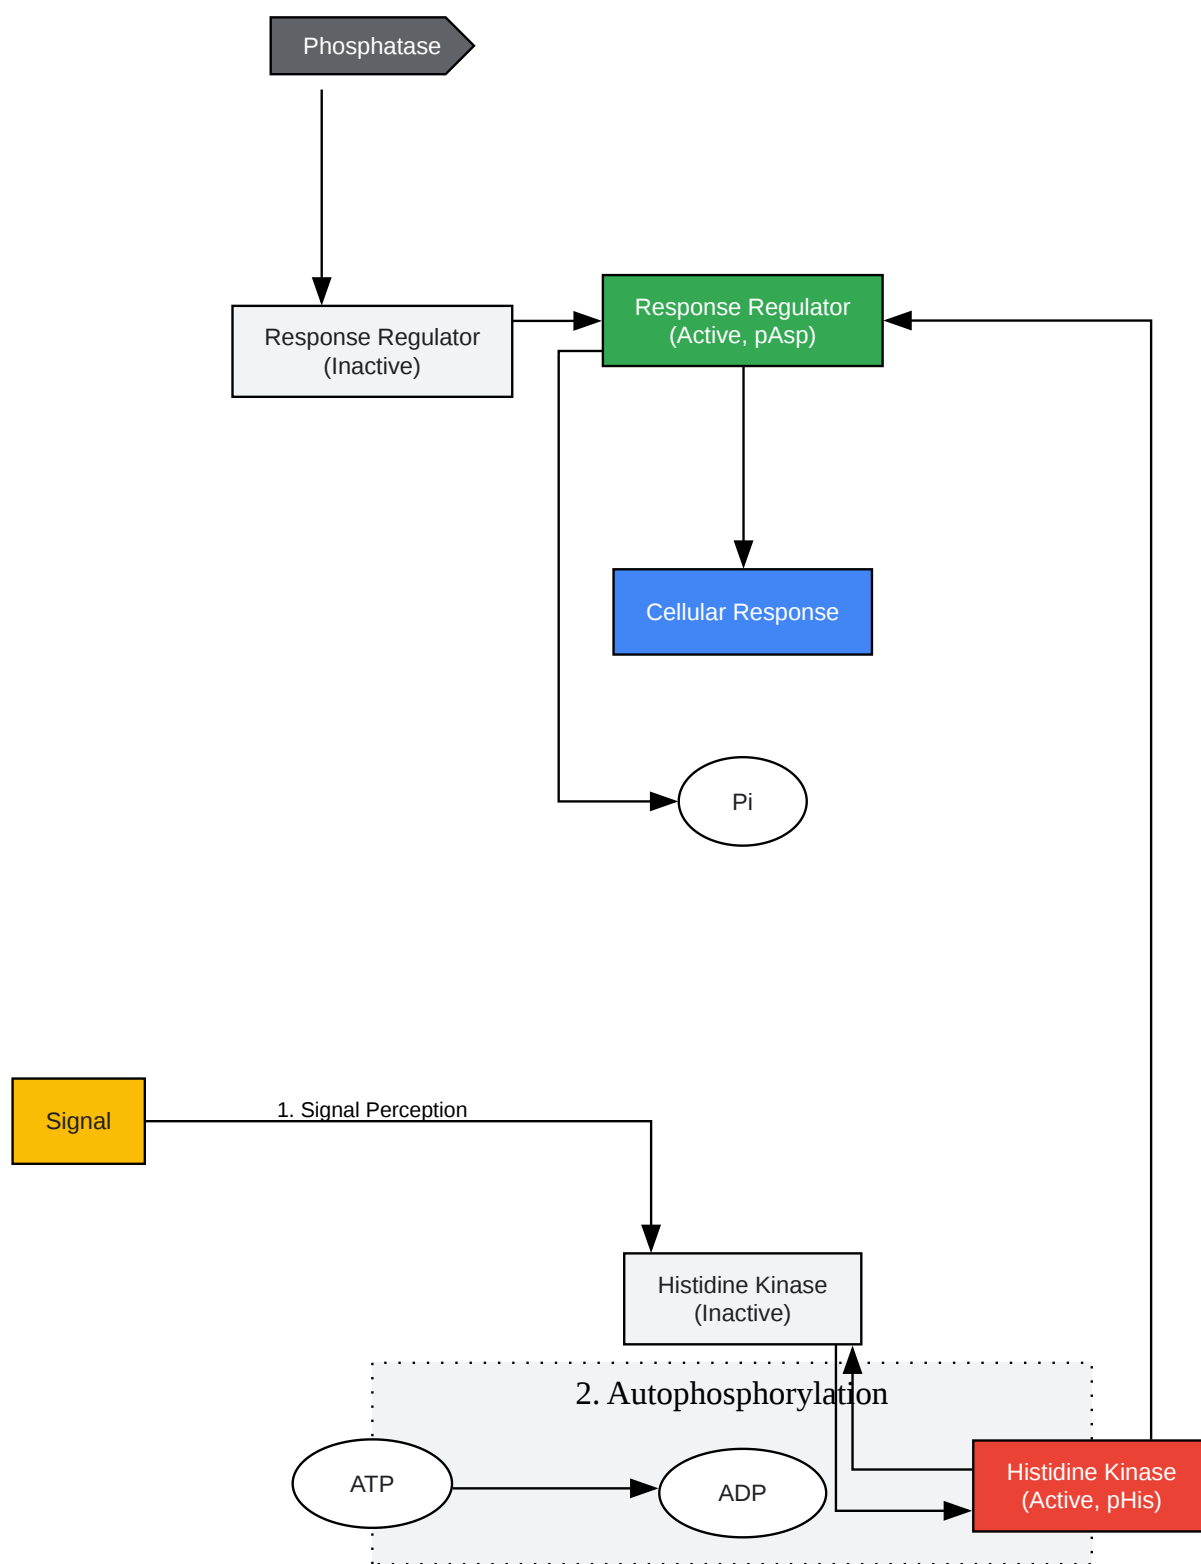 Phosphatase
Response Regulator
(Inactive)
Response Regulator
(Active, pAsp)
Cellular Response
Pi
Signal
1. Signal Perception
Histidine Kinase
(Inactive)
2. Autophosphorylation
ATP
ADP
Histidine Kinase
(Active, pHis)